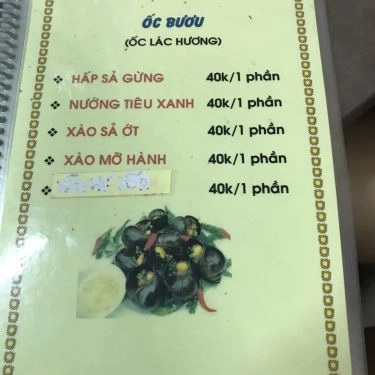 ỐC BƯƠU
(ỐC LÁC HƯƠNG)
HẤP SẢ GỪNG 40k/1 phần
NƯỚNG TIÊU XANH 40k/1 phần
XÀO SẢ ỚT 40k/1 phần
XÀO MỠ HÀNH 40k/1 phần
40k/1 phần